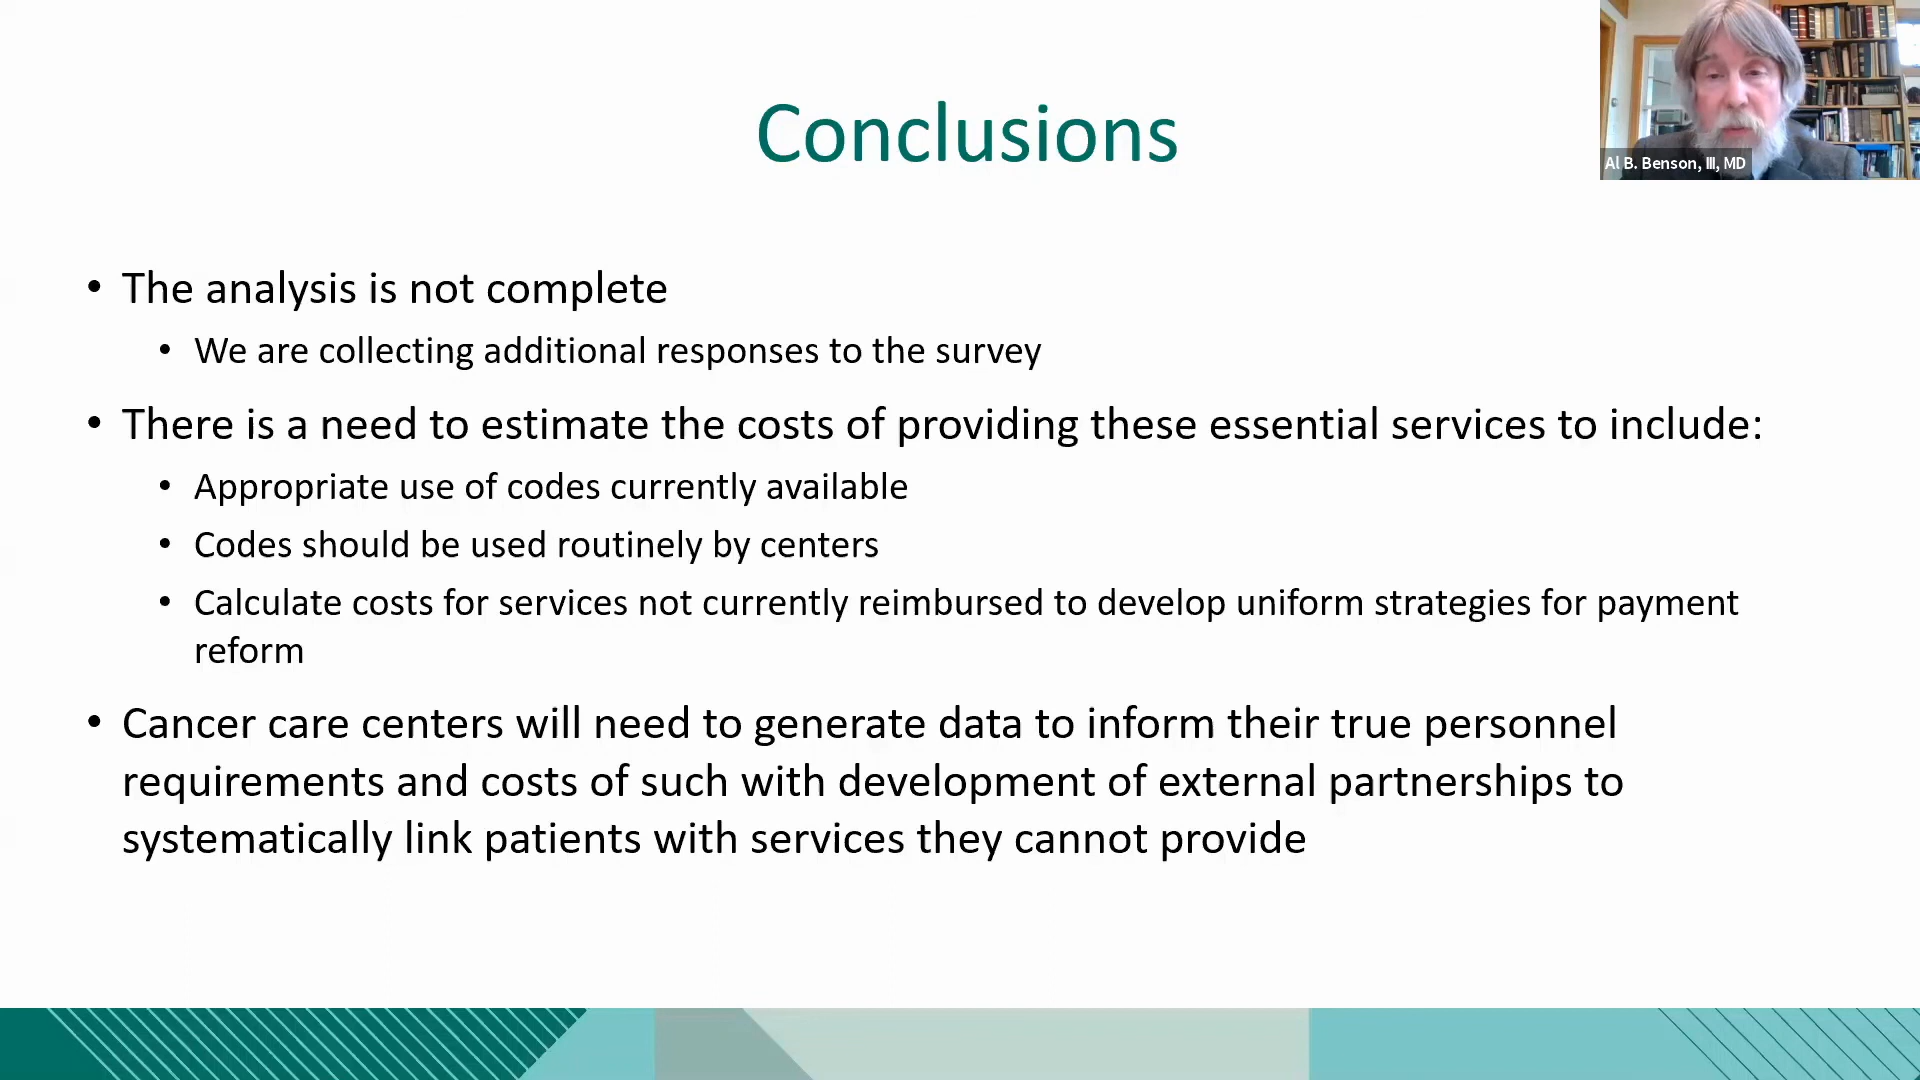 Conclusions
Al B. Benson, III, MD
• The analysis is not complete
• We are collecting additional responses to the survey
• There is a need to estimate the costs of providing these essential services to include:
• Appropriate use of codes currently available
• Codes should be used routinely by centers
• Calculate costs for services not currently reimbursed to develop uniform strategies for payment
reform
• Cancer care centers will need to generate data to inform their true personnel
requirements and costs of such with development of external partnerships to
systematically link patients with services they cannot provide